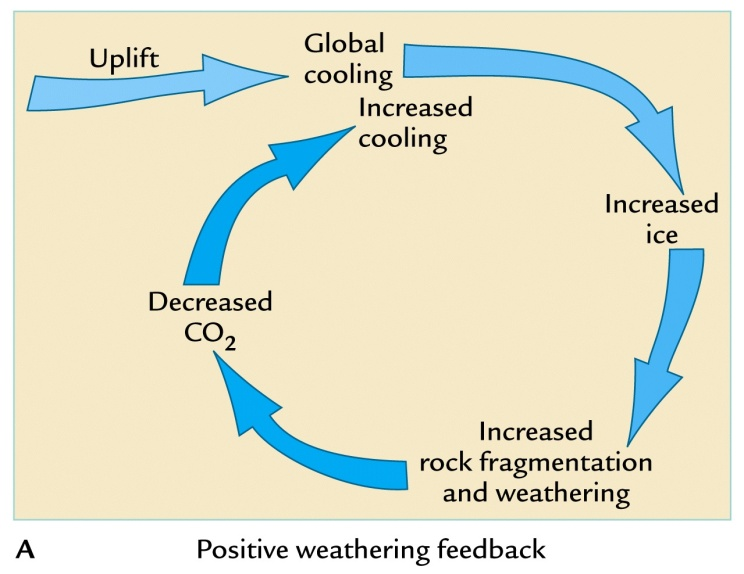 Uplift
Global
cooling
Increased
cooling
Increased
ice
Increased
rock fragmentation
and weathering
Decreased
CO₂
A Positive weathering feedback